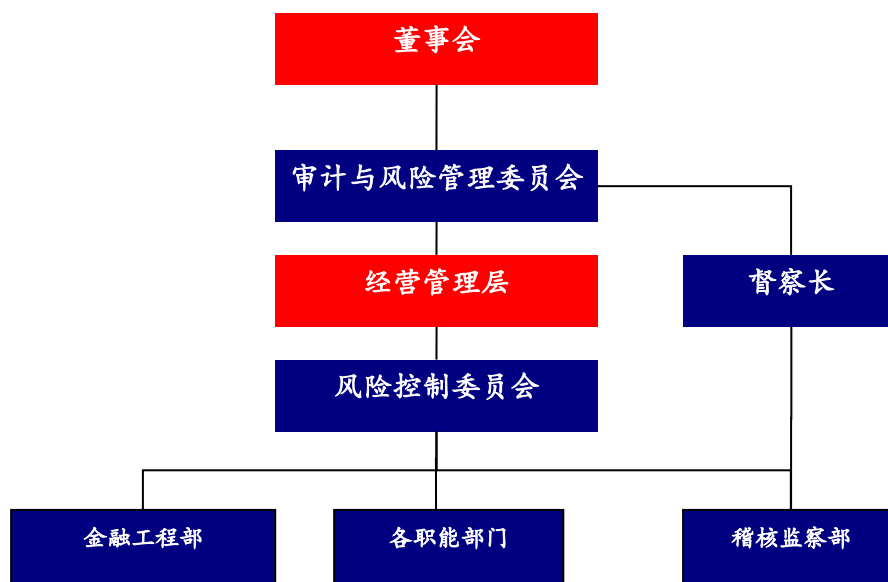 董事会
审计与风险管理委员会
经营管理层
督察长
风险控制委员会
金融工程部
各职能部门
稽核监察部